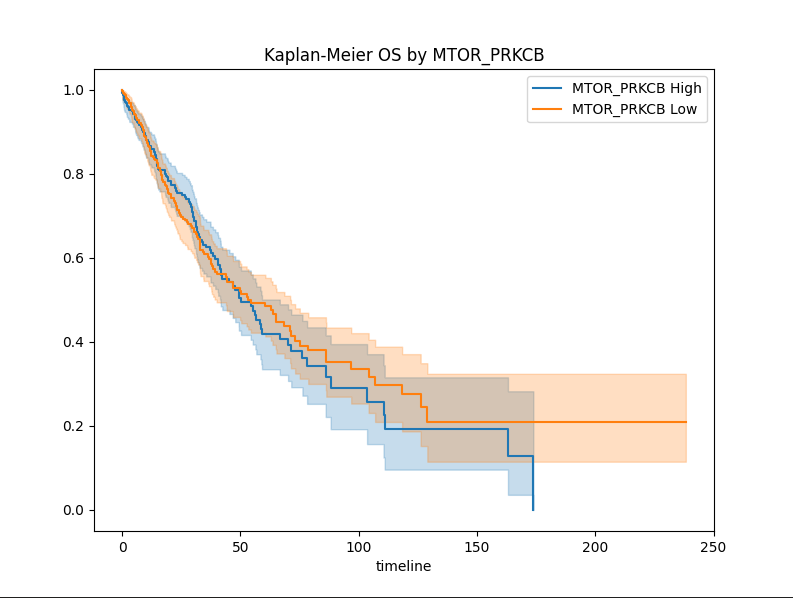 Kaplan-Meier OS by MTOR_PRKCB
MTOR_PRKCB High
MTOR_PRKCB Low
1.0
0.8
0.6
0.4
0.2
0.0
0 50 100 150 200 250
timeline